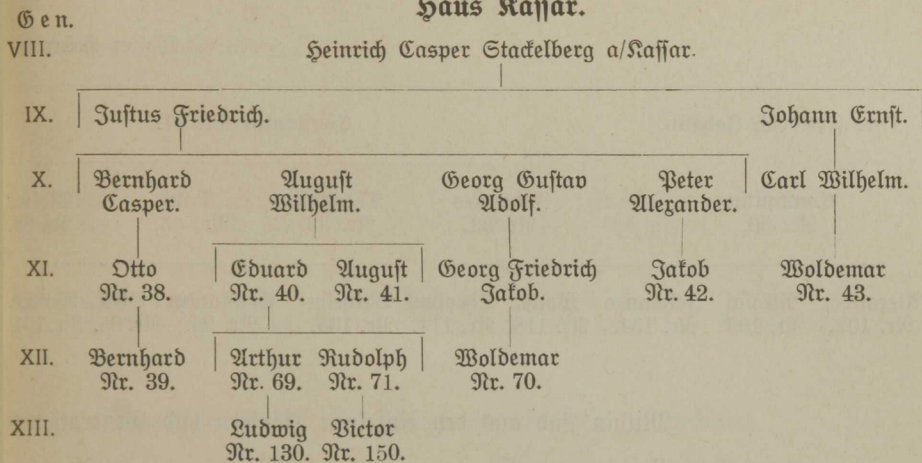 Haus Kassar.
Gen.
VIII. Heinrich Casper Stackelberg a/Kassar.
IX. Justus Friedrich. Johann Ernst.
X. Bernhard August Georg Gustav Peter Carl Wilhelm.
Casper. Wilhelm. Adolf. Alexander.
XI. Otto Eduard August Georg Friedrich Jakob Woldemar
Nr. 38. Nr. 40. Nr. 41. Jakob. Nr. 42. Nr. 43.
XII. Bernhard Arthur Rudolph Woldemar
Nr. 39. Nr. 69. Nr. 71. Nr. 70.
XIII. Ludwig Victor
Nr. 130. Nr. 150.